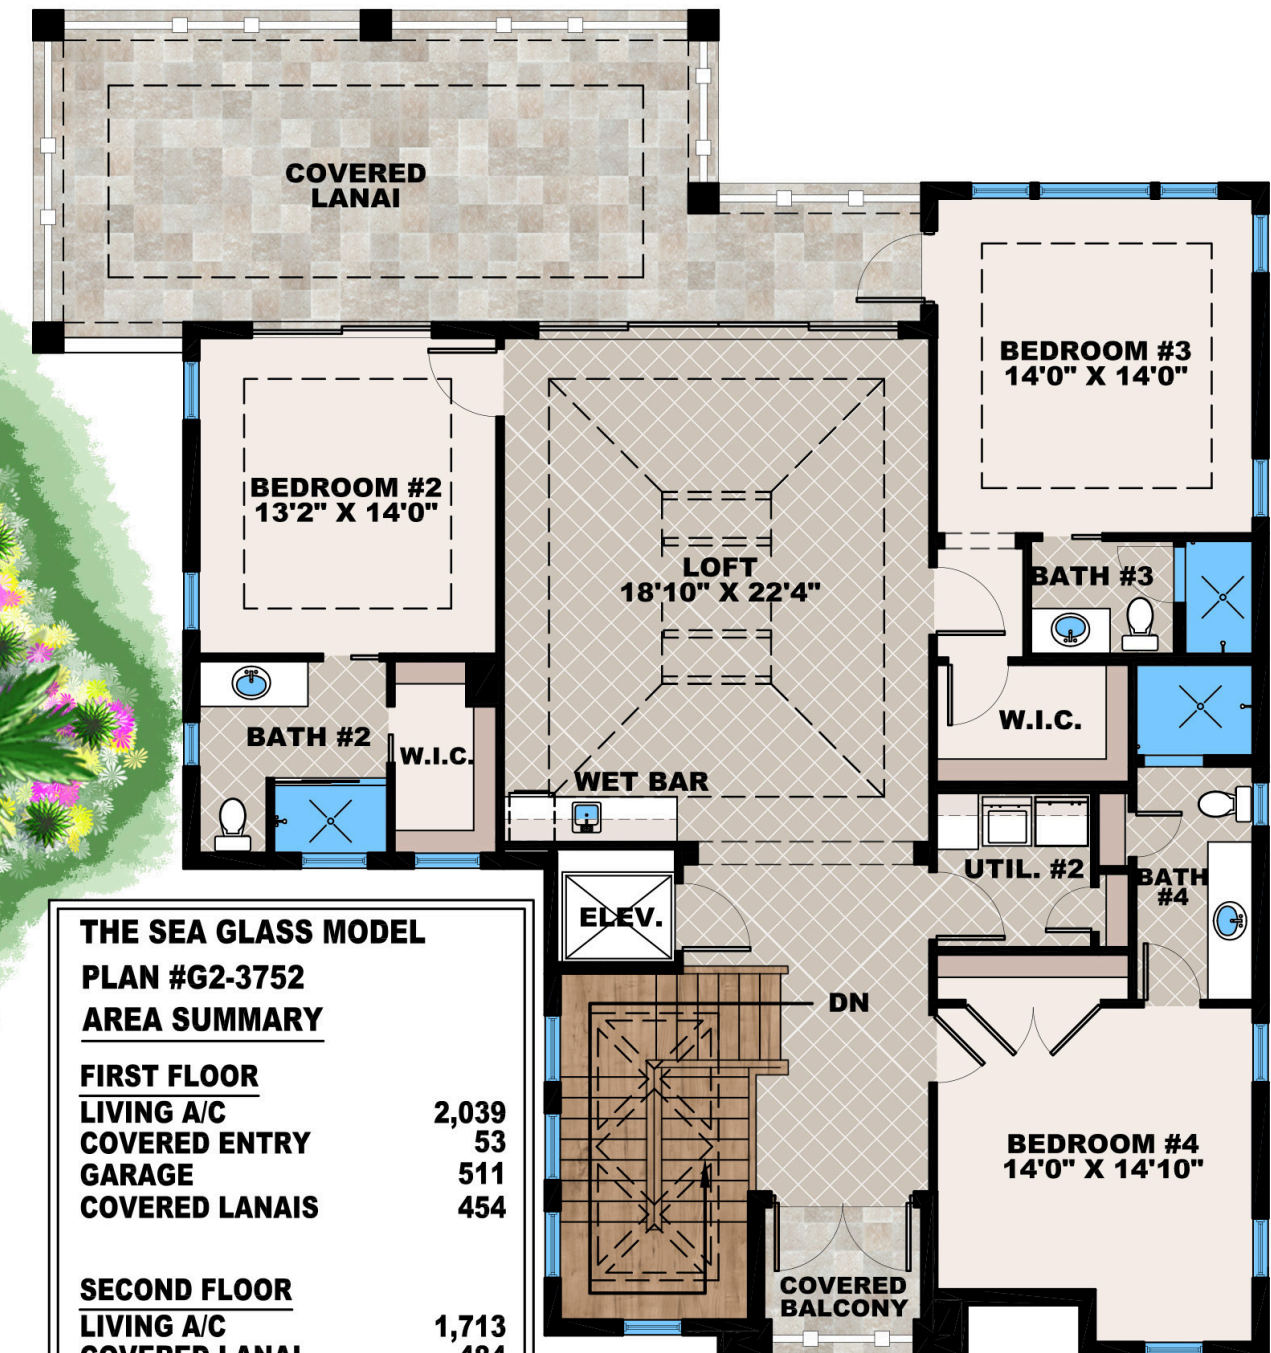 COVERED
LANAI
BEDROOM #3
14'0" X 14'0"
BEDROOM #2
13'2" X 14'0"
LOFT
18'10" X 22'4"
BATH #3
W.I.C.
BATH #2
W.I.C.
WET BAR
UTIL. #2
BATH
#4
ELEV.
DN
BEDROOM #4
14'0" X 14'10"
COVERED
BALCONY
THE SEA GLASS MODEL
PLAN #G2-3752
AREA SUMMARY
FIRST FLOOR
LIVING A/C 2,039
COVERED ENTRY 53
GARAGE 511
COVERED LANAIS 454
SECOND FLOOR
LIVING A/C 1,713
COVERED LANAI 484